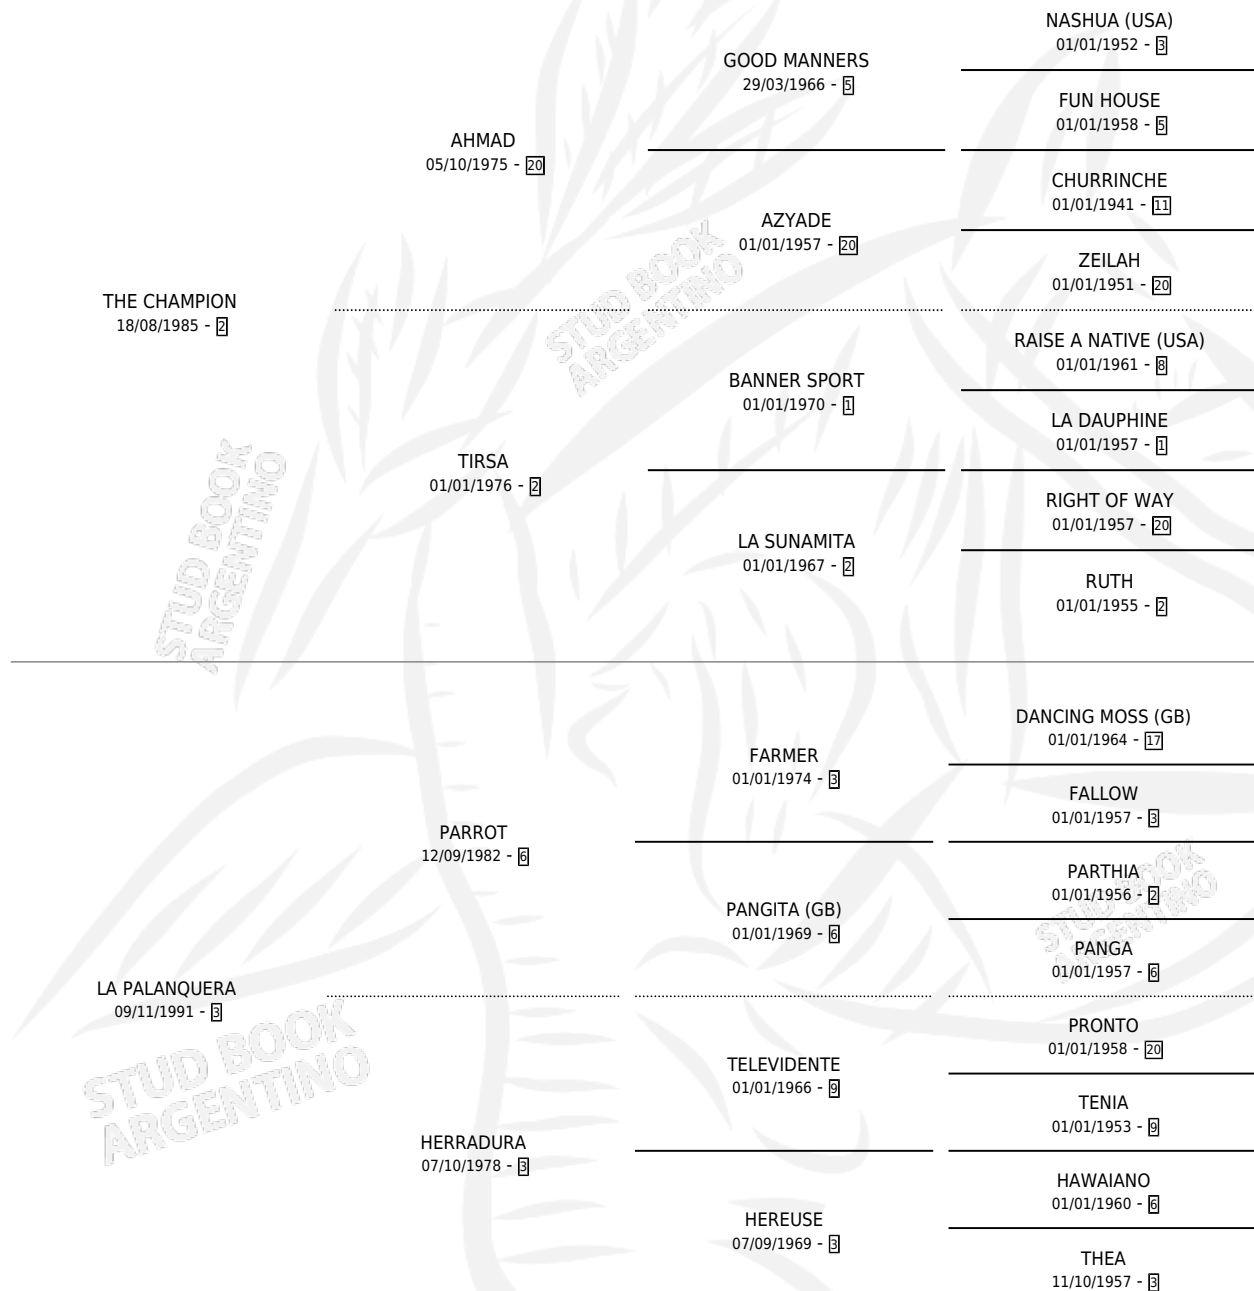 NASHUA (USA)
01/01/1952 - 3
GOOD MANNERS
29/03/1966 - 5
FUN HOUSE
01/01/1958 - 5
AHMAD
05/10/1975 - 20
CHURRINCHE
01/01/1941 - 11
AZYADE
01/01/1957 - 20
ZEILAH
01/01/1951 - 20
THE CHAMPION
18/08/1985 - 2
RAISE A NATIVE (USA)
01/01/1961 - 8
BANNER SPORT
01/01/1970 - 1
LA DAUPHINE
01/01/1957 - 1
TIRSA
01/01/1976 - 2
RIGHT OF WAY
01/01/1957 - 20
LA SUNAMITA
01/01/1967 - 2
RUTH
01/01/1955 - 2
STUD BOOK
ARGENTINO
STUD BOOK
ARGENTINO
DANCING MOSS (GB)
01/01/1964 - 17
FARMER
01/01/1974 - 3
FALLOW
01/01/1957 - 3
PARROT
12/09/1982 - 6
PARTHIA
01/01/1956 - 2
PANGITA (GB)
01/01/1969 - 6
PANGA
01/01/1957 - 6
STUD BOOK
ARGENTINO
LA PALANQUERA
09/11/1991 - 3
PRONTO
01/01/1958 - 20
TELEVIDENTE
01/01/1966 - 9
TENIA
01/01/1953 - 9
STUD BOOK
ARGENTINO
HERRADURA
07/10/1978 - 3
HAWAIANO
01/01/1960 - 6
HEREUSE
07/09/1969 - 3
THEA
11/10/1957 - 3